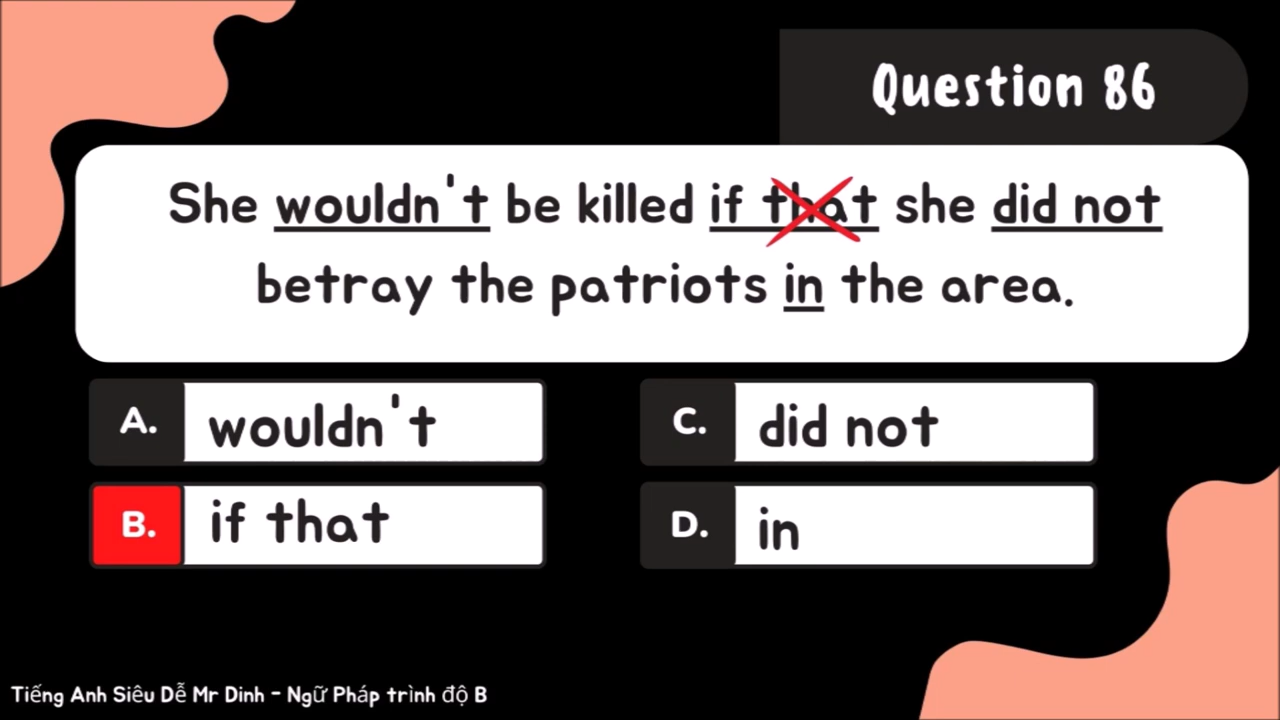 Question 86
She wouldn't be killed if that she did not
betray the patriots in the area.
A. wouldn't
C. did not
B. if that
D. in
Tiếng Anh Siêu Dễ Mr Dinh - Ngữ Pháp trình độ B